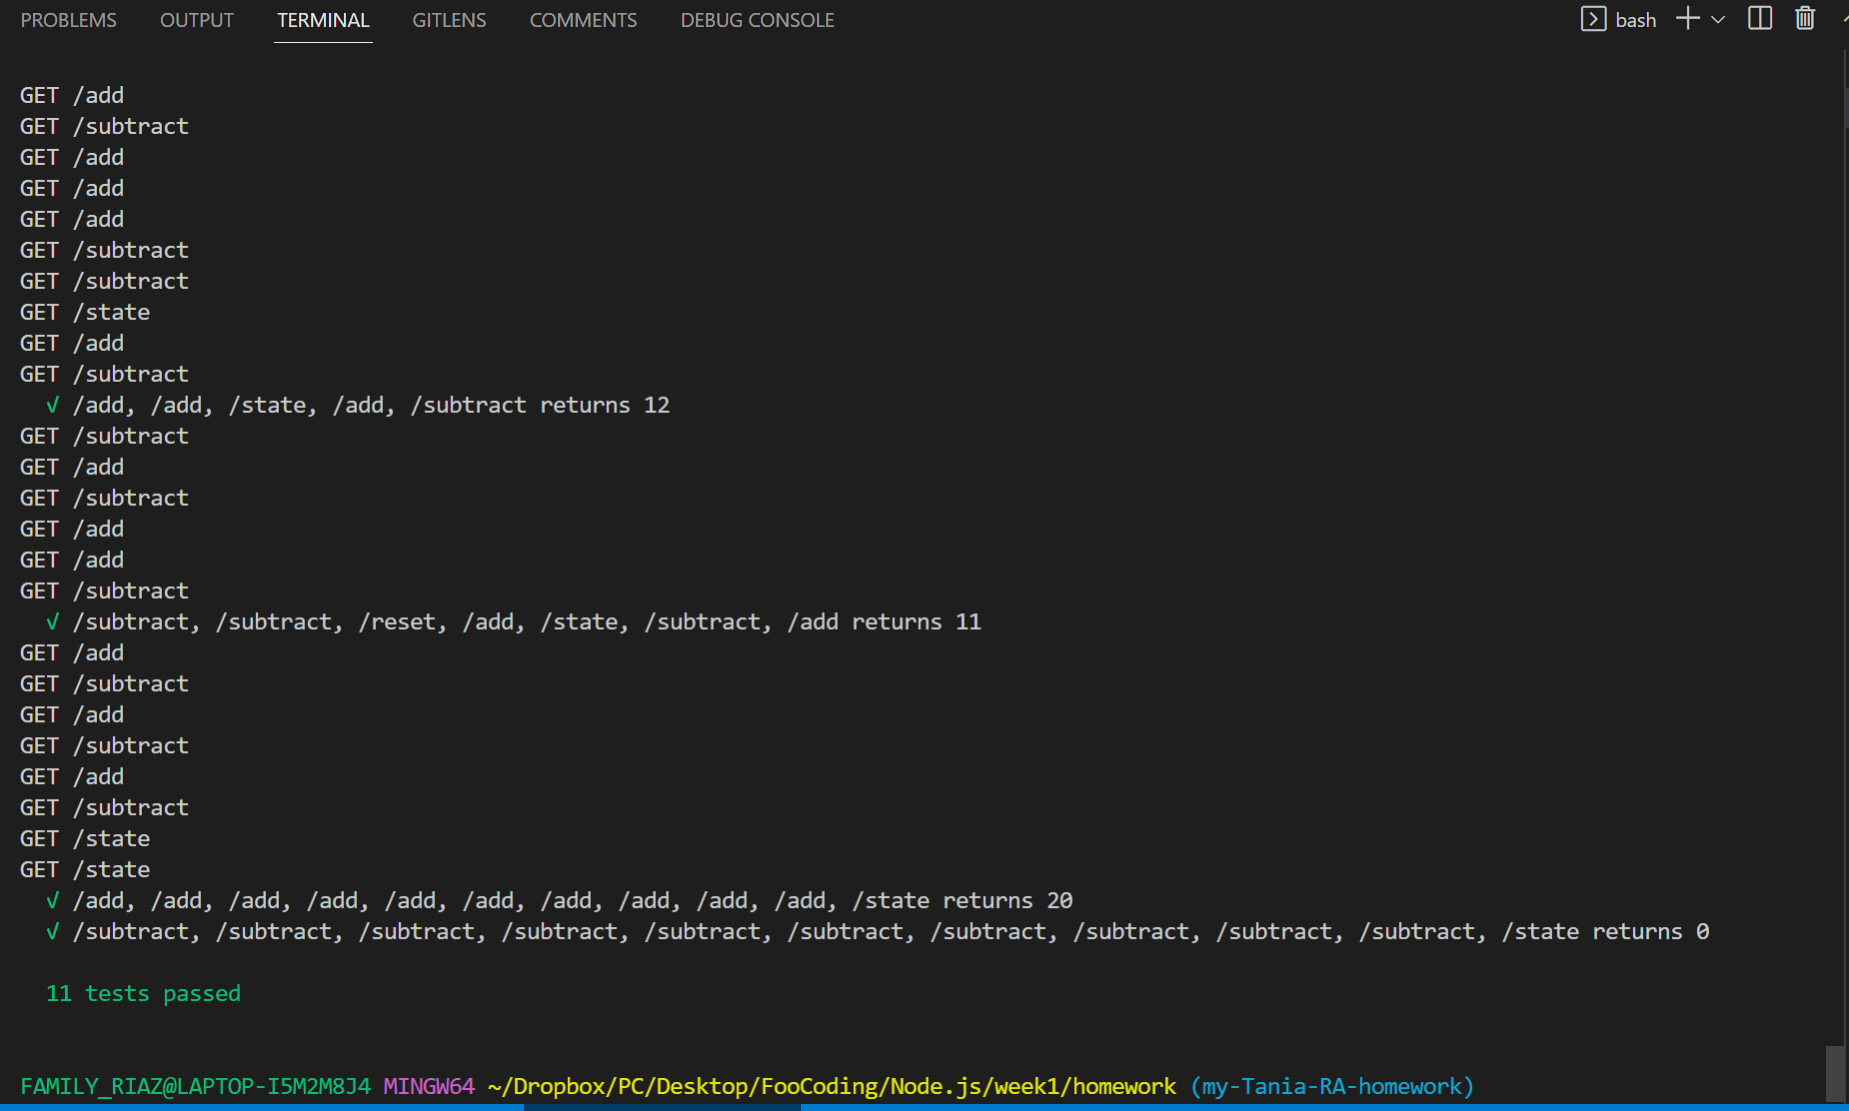 PROBLEMS OUTPUT TERMINAL GITLENS COMMENTS DEBUG CONSOLE bash
GET /add
GET /subtract
GET /add
GET /add
GET /add
GET /subtract
GET /subtract
GET /state
GET /add
GET /subtract
√ /add, /add, /state, /add, /subtract returns 12
GET /subtract
GET /add
GET /subtract
GET /add
GET /add
GET /subtract
√ /subtract, /subtract, /reset, /add, /state, /subtract, /add returns 11
GET /add
GET /subtract
GET /add
GET /subtract
GET /add
GET /subtract
GET /state
GET /state
√ /add, /add, /add, /add, /add, /add, /add, /add, /add, /add, /state returns 20
√ /subtract, /subtract, /subtract, /subtract, /subtract, /subtract, /subtract, /subtract, /subtract, /subtract, /state returns 0
11 tests passed
FAMILY_RIAZ@LAPTOP-I5M2M8J4 MINGW64 ~/Dropbox/PC/Desktop/FooCoding/Node.js/week1/homework (my-Tania-RA-homework)